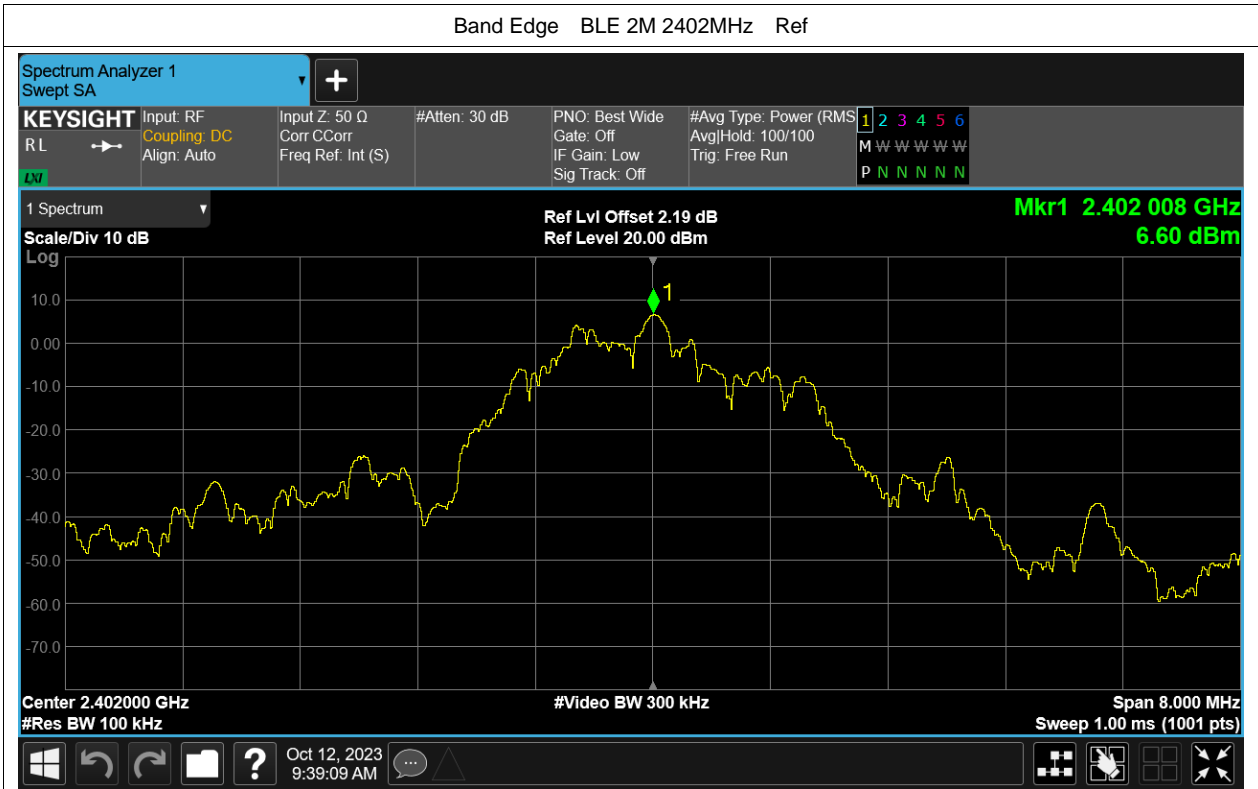 Band Edge BLE 2M 2402MHz Ref
Spectrum Analyzer 1
Swept SA
KEYSIGHT Input: RF Input Z: 50 Ω #Atten: 30 dB PNO: Best Wide #Avg Type: Power (RMS 1 2 3 4 5 6
RL Coupling: DC Corr CCorr Gate: Off Avg|Hold: 100/100 M W W W W W
Align: Auto Freq Ref: Int (S) IF Gain: Low Trig: Free Run
LXI Sig Track: Off P N N N N N
1 Spectrum Ref Lvl Offset 2.19 dB Mkr1 2.402 008 GHz
Scale/Div 10 dB Ref Level 20.00 dBm 6.60 dBm
Log
1
10.0
0.00
-10.0
-20.0
-30.0
-40.0
-50.0
-60.0
-70.0
Center 2.402000 GHz #Video BW 300 kHz Span 8.000 MHz
#Res BW 100 kHz Sweep 1.00 ms (1001 pts)
? Oct 12, 2023
9:39:09 AM